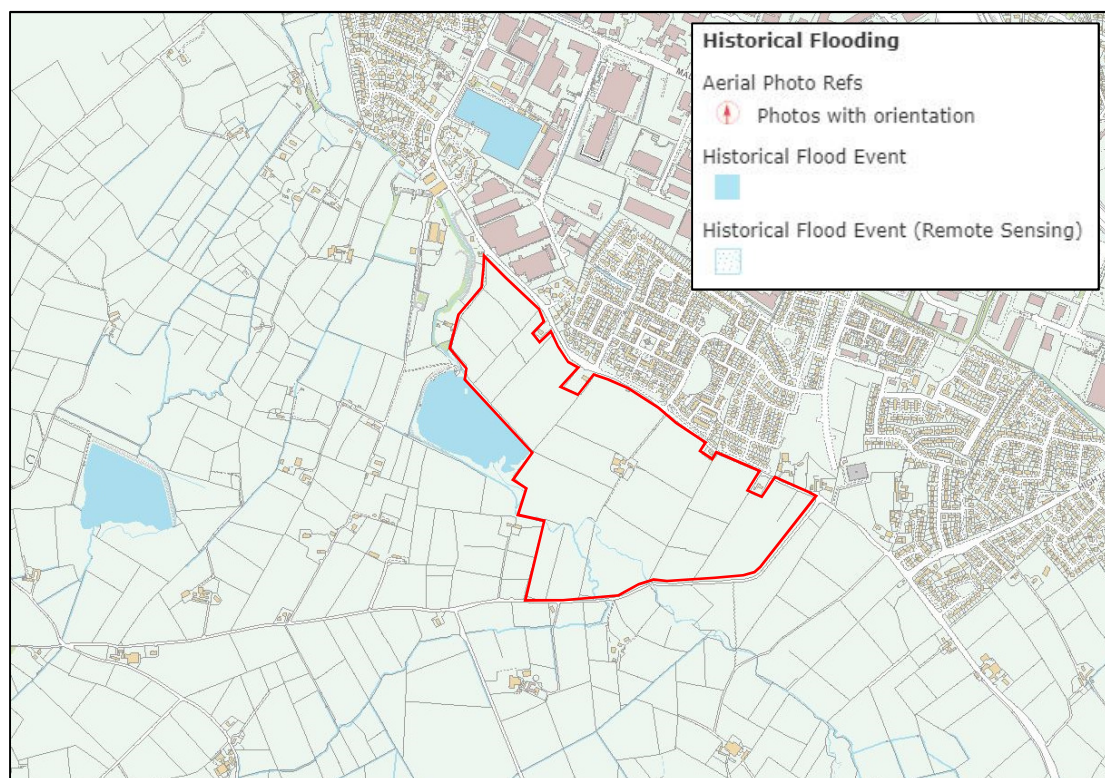 Historical Flooding
Aerial Photo Refs
Photos with orientation
Historical Flood Event
Historical Flood Event (Remote Sensing)